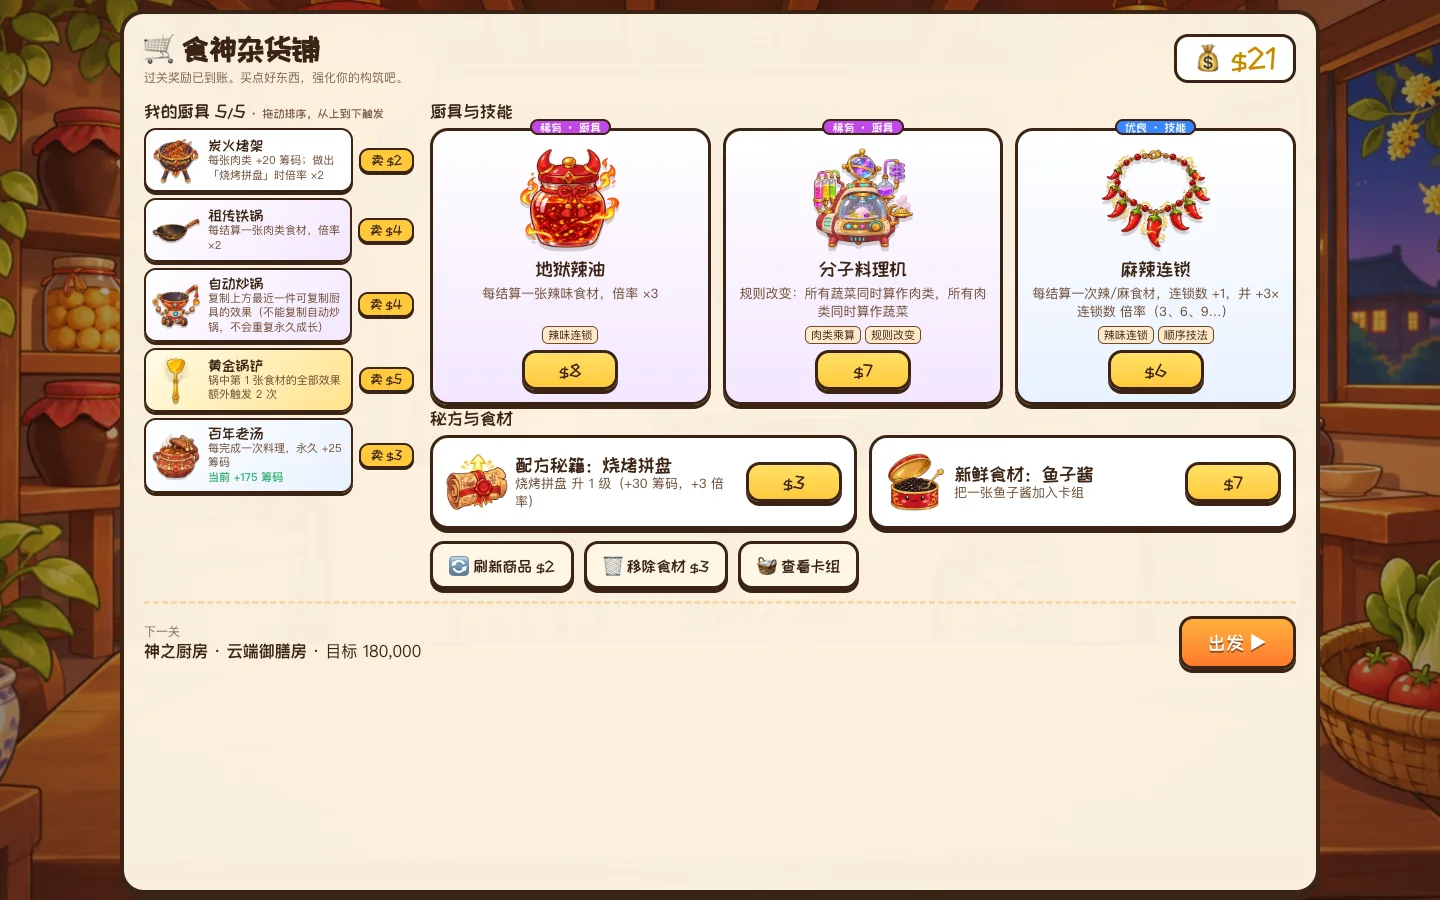 食神杂货铺
过关奖励已到账。买点好东西，强化你的构筑吧。
$21
我的厨具 5/5 · 拖动排序，从上到下触发
炭火烤架
每张肉类 +20 筹码；做出
「烧烤拼盘」时倍率 ×2
卖 $2
祖传铁锅
每结算一张肉类食材，倍率
×2
卖 $4
自动炒锅
复制上方最近一件可复制厨
具的效果（不能复制自动炒
锅，不会重复永久成长）
卖 $4
黄金锅铲
锅中第 1 张食材的全部效果
额外触发 2 次
卖 $5
百年老汤
每完成一次料理，永久 +25
筹码
当前 +175 筹码
卖 $3
厨具与技能
稀有 · 厨具
地狱辣油
每结算一张辣味食材，倍率 ×3
辣味连锁
$8
稀有 · 厨具
分子料理机
规则改变：所有蔬菜同时算作肉类，所有肉
类同时算作蔬菜
肉类乘算 规则改变
$7
优良 · 技能
麻辣连锁
每结算一次辣/麻食材，连锁数 +1，并 +3×
连锁数 倍率（3、6、9…）
辣味连锁 顺序技法
$6
秘方与食材
配方秘籍：烧烤拼盘
烧烤拼盘 升 1 级（+30 筹码，+3 倍
率）
$3
新鲜食材：鱼子酱
把一张鱼子酱加入卡组
$7
刷新商品 $2
移除食材 $3
查看卡组
下一关
神之厨房 · 云端御膳房 · 目标 180,000
出发 ▶